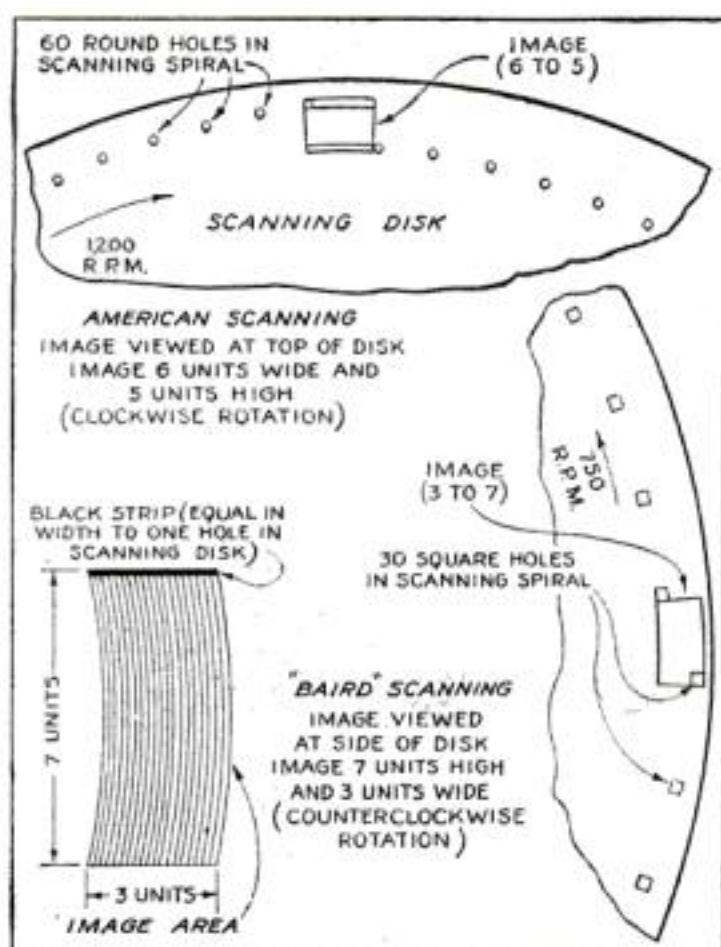 60 ROUND HOLES IN
SCANNING SPIRAL
IMAGE
(6 TO 5)
SCANNING DISK
1200
R.P.M.
AMERICAN SCANNING
IMAGE VIEWED AT TOP OF DISK
IMAGE 6 UNITS WIDE AND
5 UNITS HIGH
(CLOCKWISE ROTATION)
750
R.P.M.
IMAGE
(3 TO 7)
30 SQUARE HOLES
IN SCANNING SPIRAL
BLACK STRIP (EQUAL IN
WIDTH TO ONE HOLE IN
SCANNING DISK)
7 UNITS
3 UNITS
IMAGE AREA
"BAIRD" SCANNING
IMAGE VIEWED
AT SIDE OF DISK
IMAGE 7 UNITS HIGH
AND 3 UNITS WIDE
(COUNTERCLOCKWISE
ROTATION)